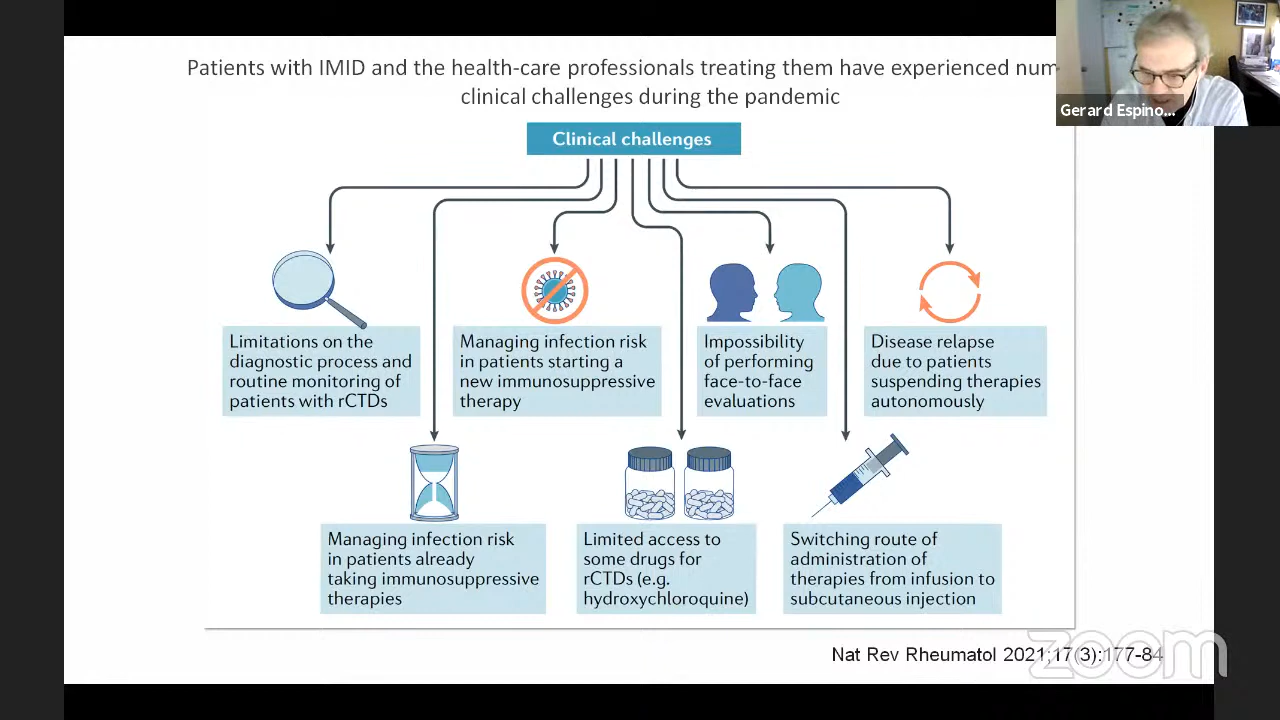 Patients with IMID and the health-care professionals treating them have experienced num
clinical challenges during the pandemic
Gerard Espino...
Clinical challenges
Limitations on the
diagnostic process and
routine monitoring of
patients with rCTDs
Managing infection risk
in patients starting a
new immunosuppressive
therapy
Impossibility
of performing
face-to-face
evaluations
Disease relapse
due to patients
suspending therapies
autonomously
Managing infection risk
in patients already
taking immunosuppressive
therapies
Limited access to
some drugs for
rCTDs (e.g.
hydroxychloroquine)
Switching route of
administration of
therapies from infusion to
subcutaneous injection
Nat Rev Rheumatol 2021;17(3):177-84
zoom